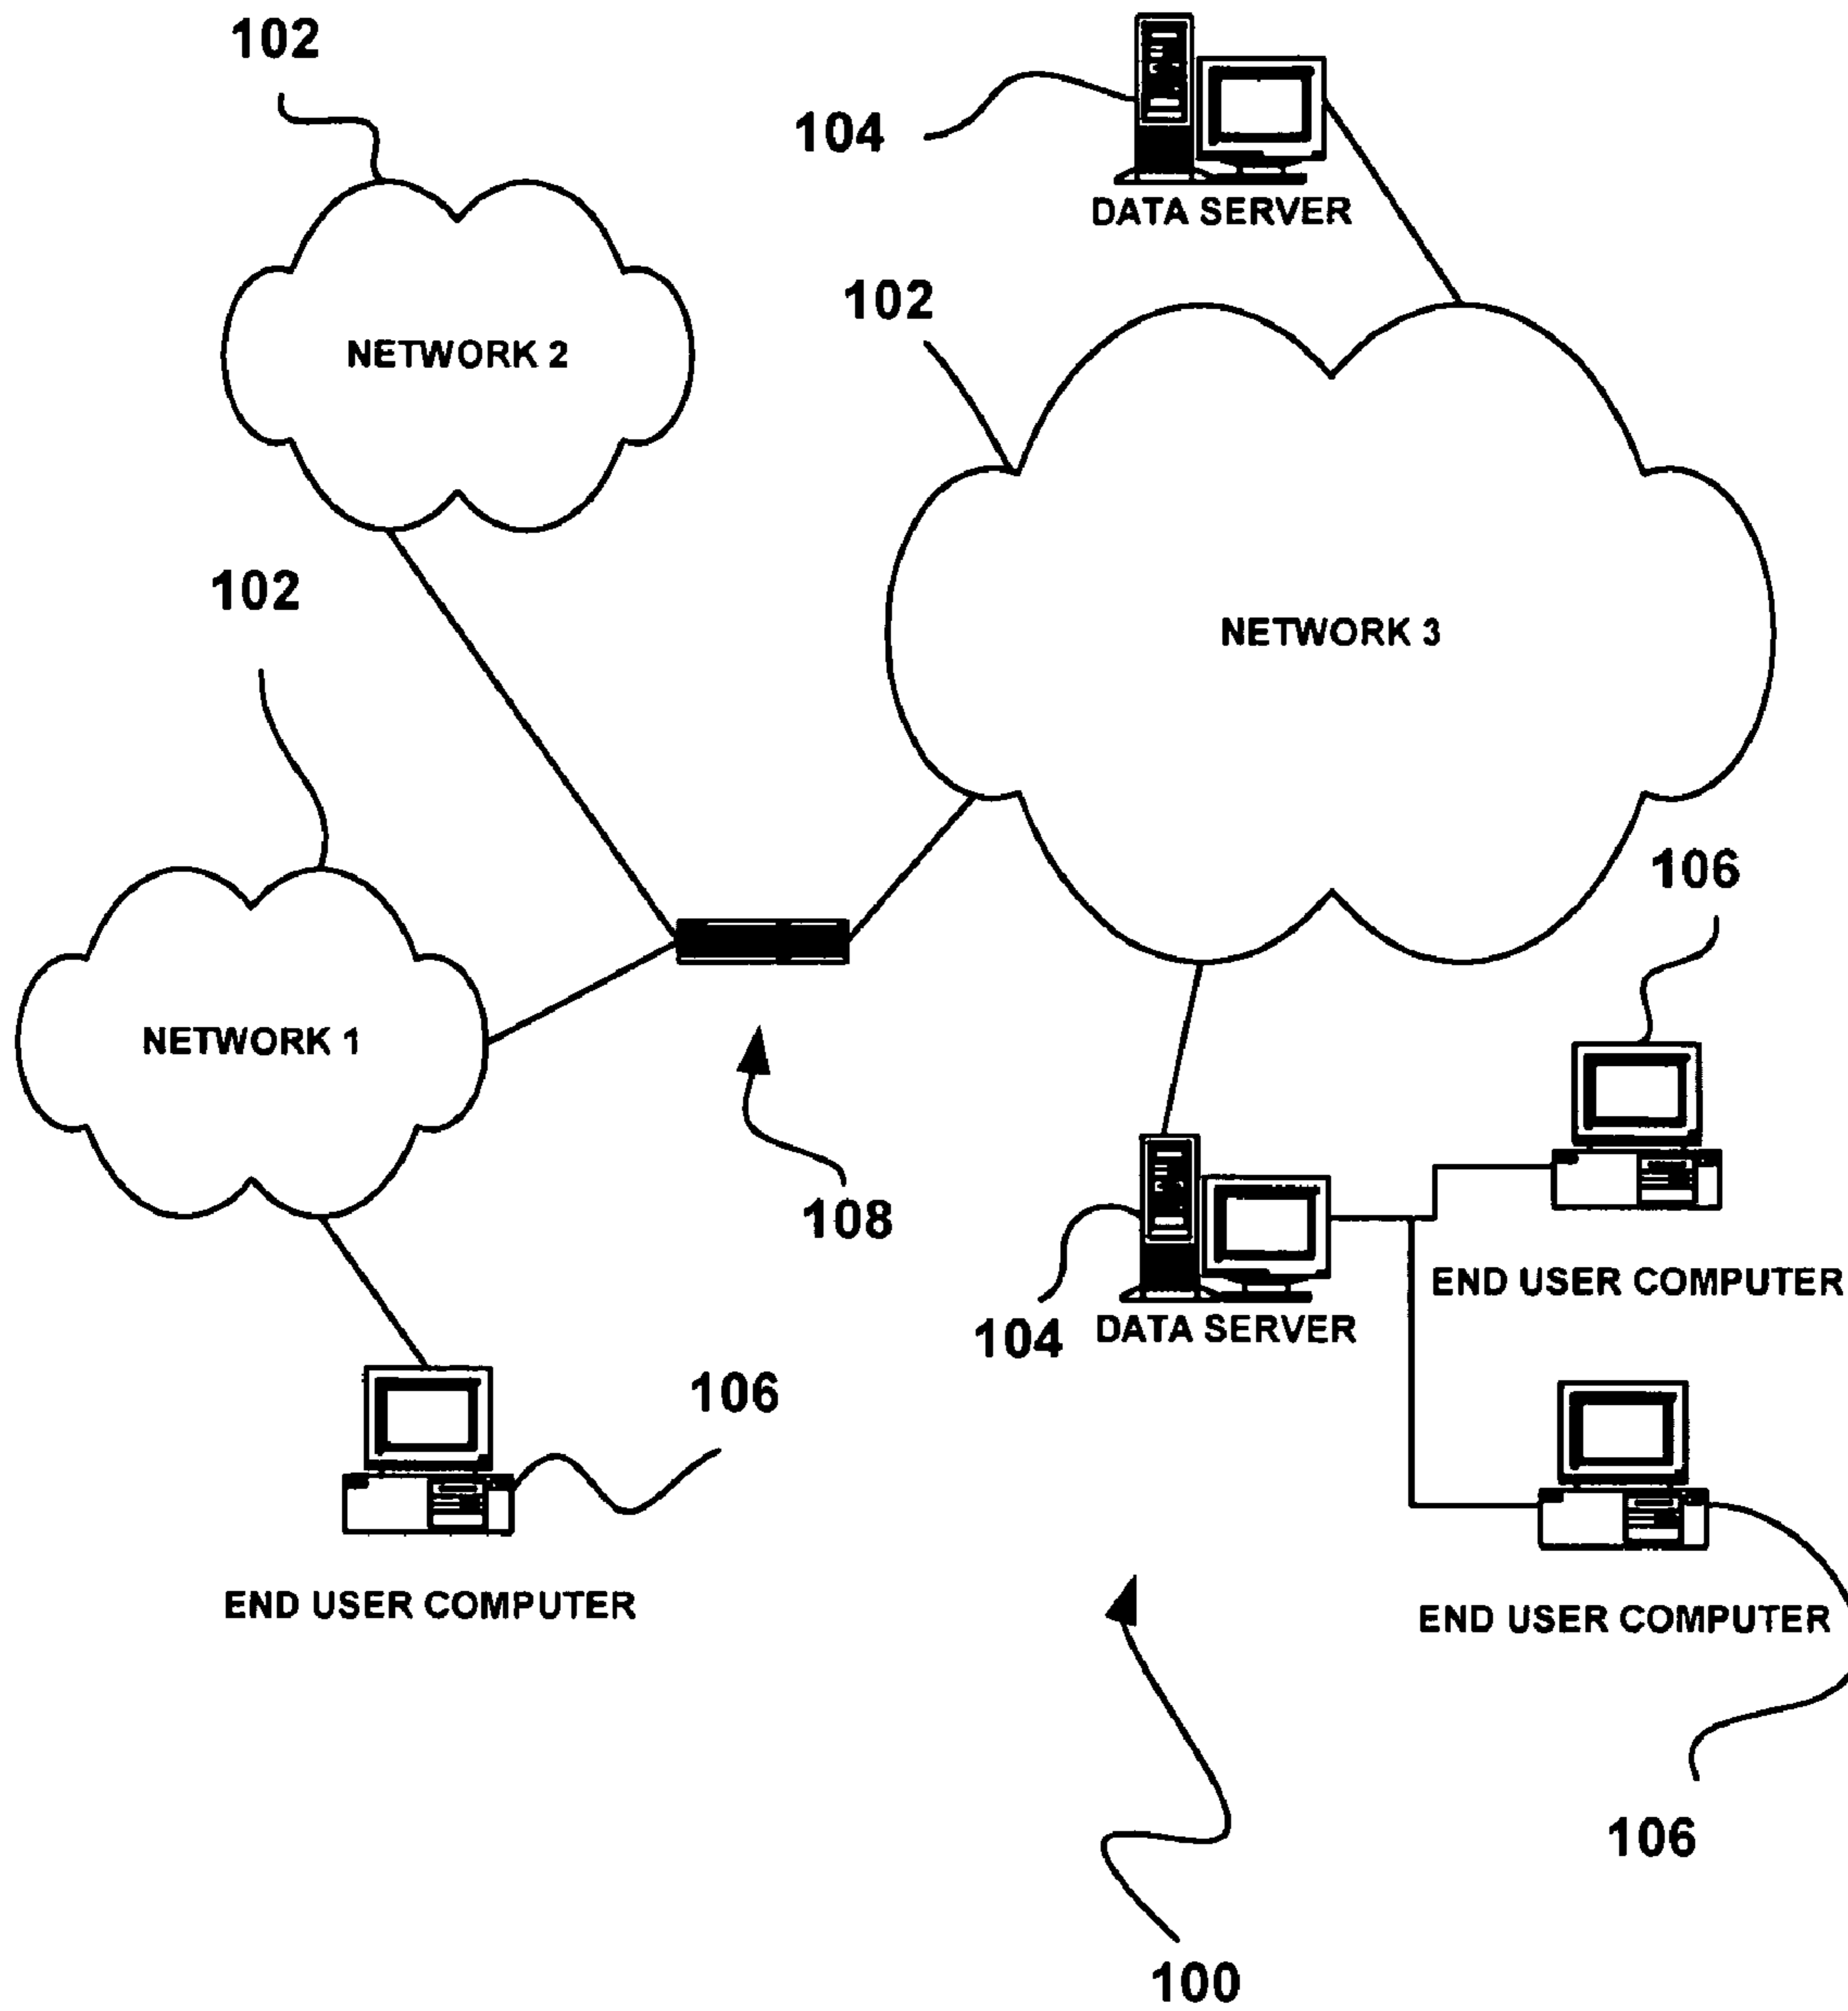 102
104
DATA SERVER
102
NETWORK 2
102
NETWORK 3
106
NETWORK 1
108
END USER COMPUTER
104
DATA SERVER
106
END USER COMPUTER
END USER COMPUTER
106
100